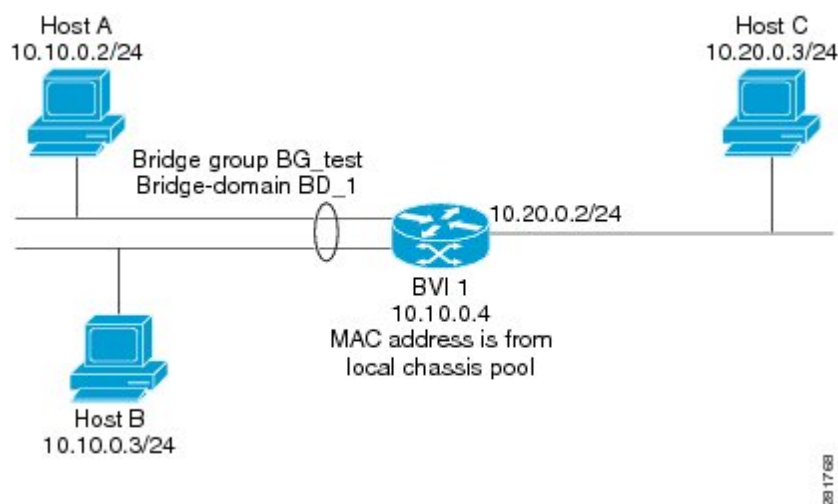 Host A
10.10.0.2/24
Host C
10.20.0.3/24
Bridge group BG_test
Bridge-domain BD_1
10.20.0.2/24
BVI 1
10.10.0.4
MAC address is from
local chassis pool
Host B
10.10.0.3/24